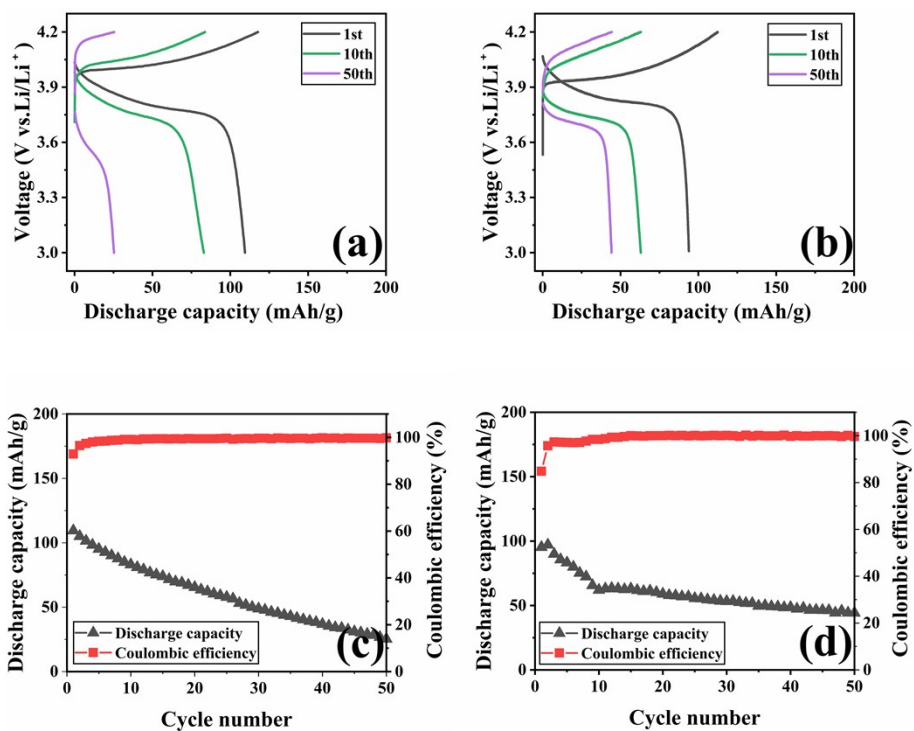 4.2
3.9
3.6
3.3
3.0
Voltage (V vs.Li/Li+)
1st
10th
50th
(a)
0 50 100 150 200
Discharge capacity (mAh/g)
4.2
3.9
3.6
3.3
3.0
Voltage (V vs.Li/Li+)
1st
10th
50th
(b)
0 50 100 150 200
Discharge capacity (mAh/g)
200
150
100
50
0
Discharge capacity (mAh/g)
100
80
60
40
20
0
Coulombic efficiency (%)
Discharge capacity
Coulombic efficiency
(c)
0 10 20 30 40 50
Cycle number
200
150
100
50
0
Discharge capacity (mAh/g)
100
80
60
40
20
0
Coulombic efficiency (%)
Discharge capacity
Coulombic efficiency
(d)
0 10 20 30 40 50
Cycle number